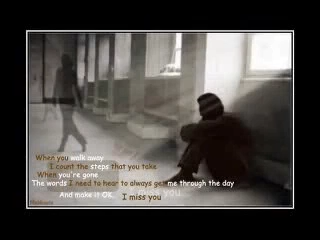 When you walk away
I count the steps that you take
When you're gone
The words I need to hear to always get me through the day
And make it OK
I miss you